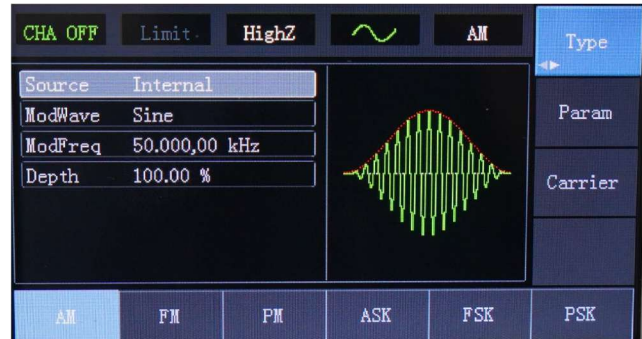 CHA OFF Limit HighZ AM Type
Source Internal
ModWave Sine
ModFreq 50.000,00 kHz
Depth 100.00 %
Param
Carrier
AM FM PM ASK FSK PSK